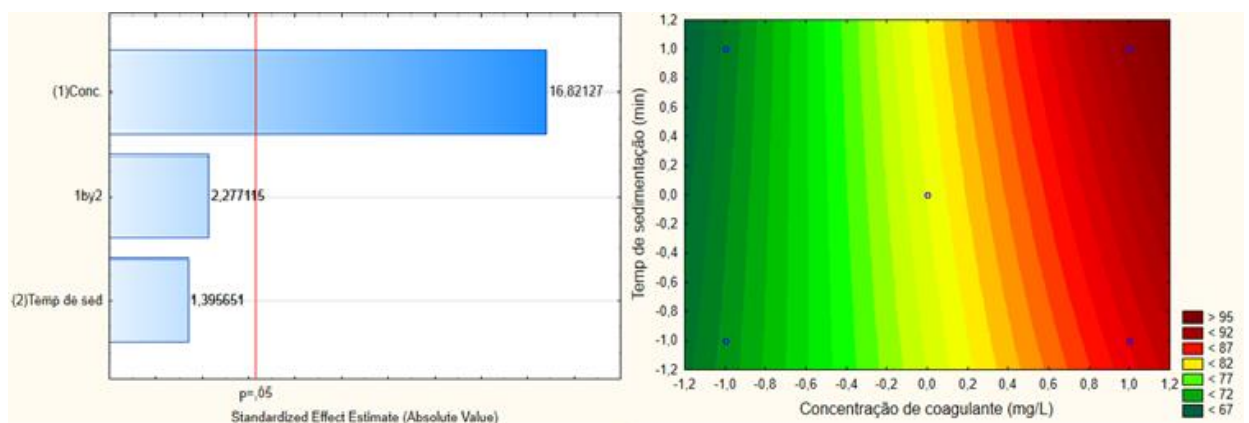 (1)Conc.
16,82127
1by2
2,277115
(2)Temp de sed
1,395651
p=,05
Standardized Effect Estimate (Absolute Value)
Temp de sedimentação (min)
1,2
1,0
0,8
0,6
0,4
0,2
0,0
-0,2
-0,4
-0,6
-0,8
-1,0
-1,2
-1,2 -1,0 -0,8 -0,6 -0,4 -0,2 0,0 0,2 0,4 0,6 0,8 1,0 1,2
Concentração de coagulante (mg/L)
> 95
< 92
< 87
< 82
< 77
< 72
< 67